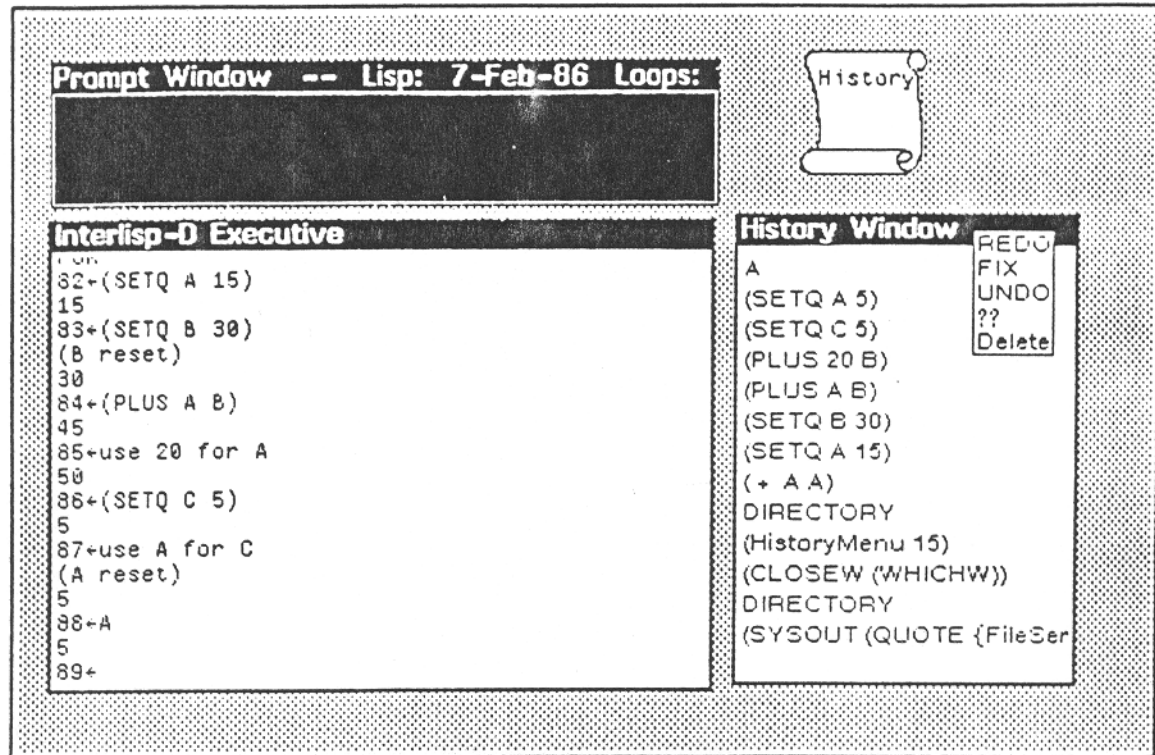 Prompt Window -- Lisp: 7-Feb-86 Loops:
History
Interlisp-D Executive
82←(SETQ A 15)
15
83←(SETQ B 30)
(B reset)
30
84←(PLUS A B)
45
85←use 20 for A
50
86←(SETQ C 5)
5
87←use A for C
(A reset)
5
88←A
5
89←
History Window
REDO
FIX
UNDO
??
Delete
A
(SETQ A 5)
(SETQ C 5)
(PLUS 20 B)
(PLUS A B)
(SETQ B 30)
(SETQ A 15)
(+ A A)
DIRECTORY
(HistoryMenu 15)
(CLOSEW (WHICHW))
DIRECTORY
(SYSOUT (QUOTE {FileSer